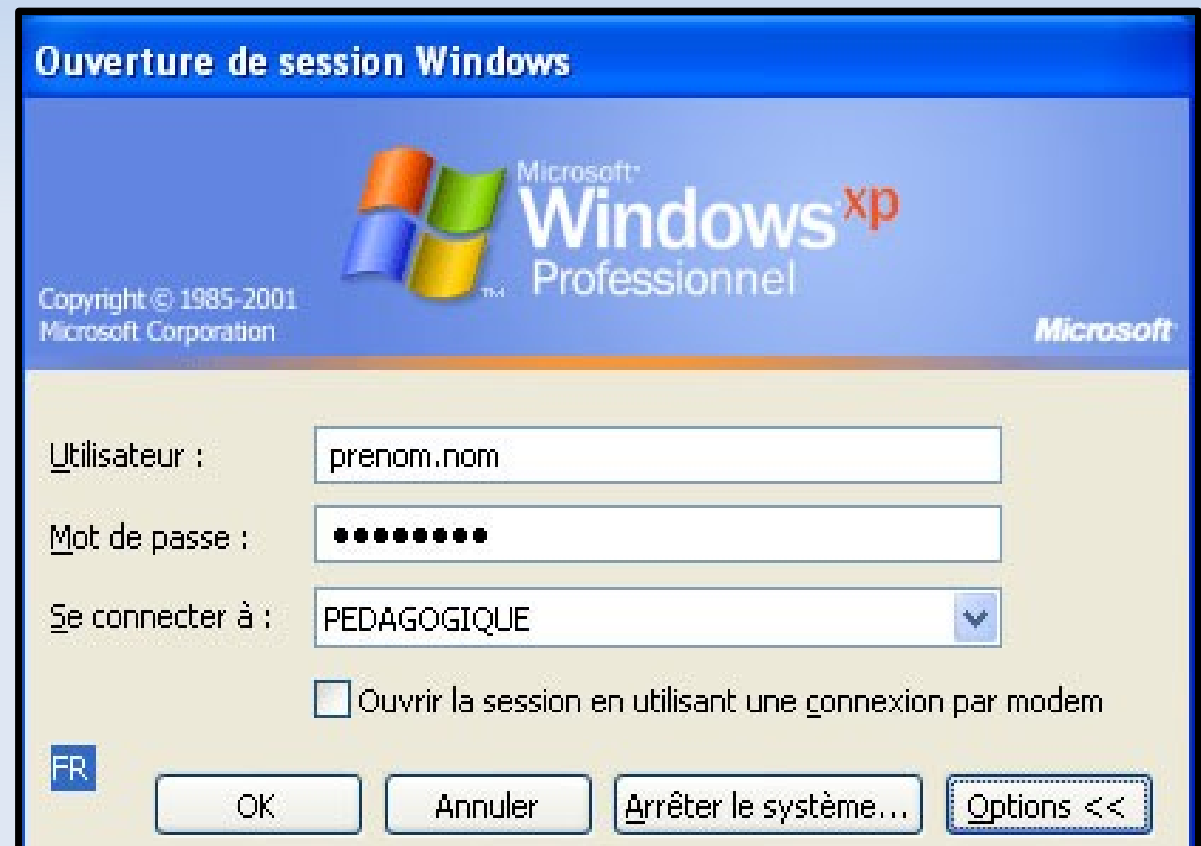 Ouverture de session Windows
Microsoft
Windows xp
Professionnel
TM
Copyright © 1985-2001
Microsoft Corporation
Microsoft
Utilisateur :
prenom.nom
Mot de passe :
●●●●●●●●
Se connecter à :
PEDAGOGIQUE
Ouvrir la session en utilisant une connexion par modem
FR
OK
Annuler
Arrêter le système...
Options <<